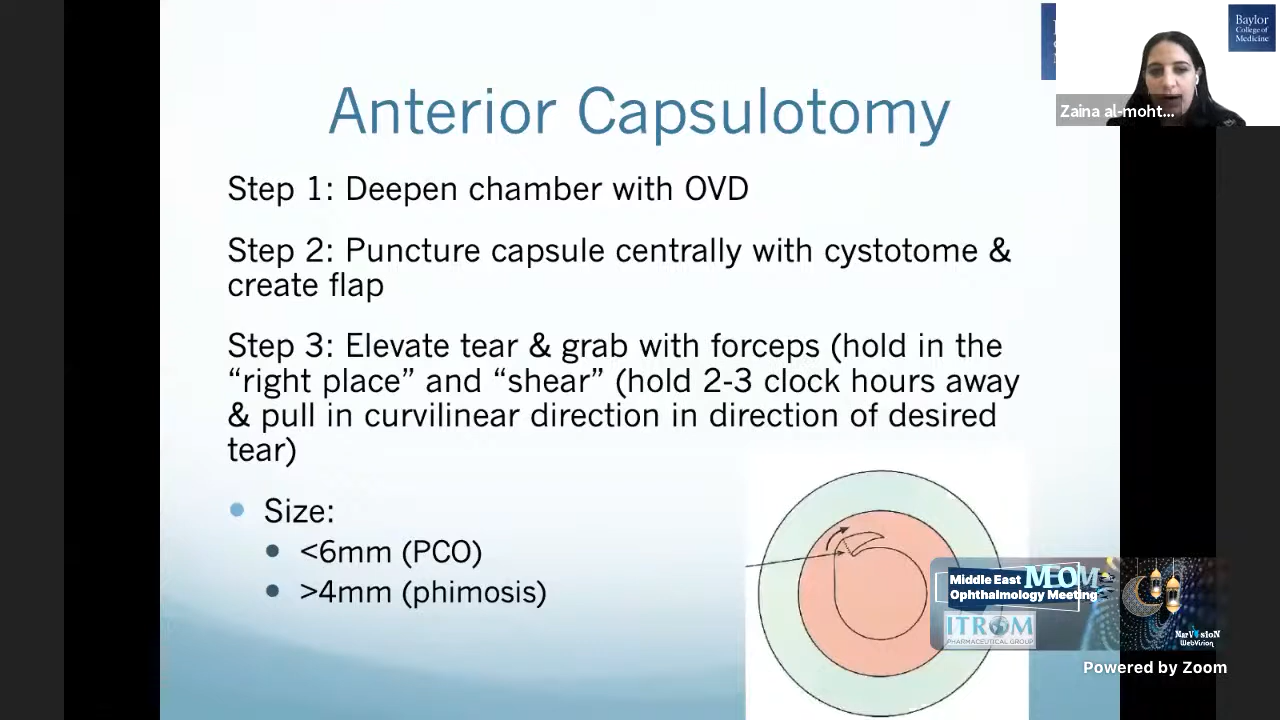 Anterior Capsulotomy
Step 1: Deepen chamber with OVD
Step 2: Puncture capsule centrally with cystotome &
create flap
Step 3: Elevate tear & grab with forceps (hold in the
“right place” and “shear” (hold 2-3 clock hours away
& pull in curvilinear direction in direction of desired
tear)
Size:
<6mm (PCO)
>4mm (phimosis)
Baylor
College of
Medicine
Zaina al-moht...
Middle East
Ophthalmology Meeting
MEOM
ITROM
PHARMACEUTICAL GROUP
NarVisioN
WebVision
Powered by Zoom